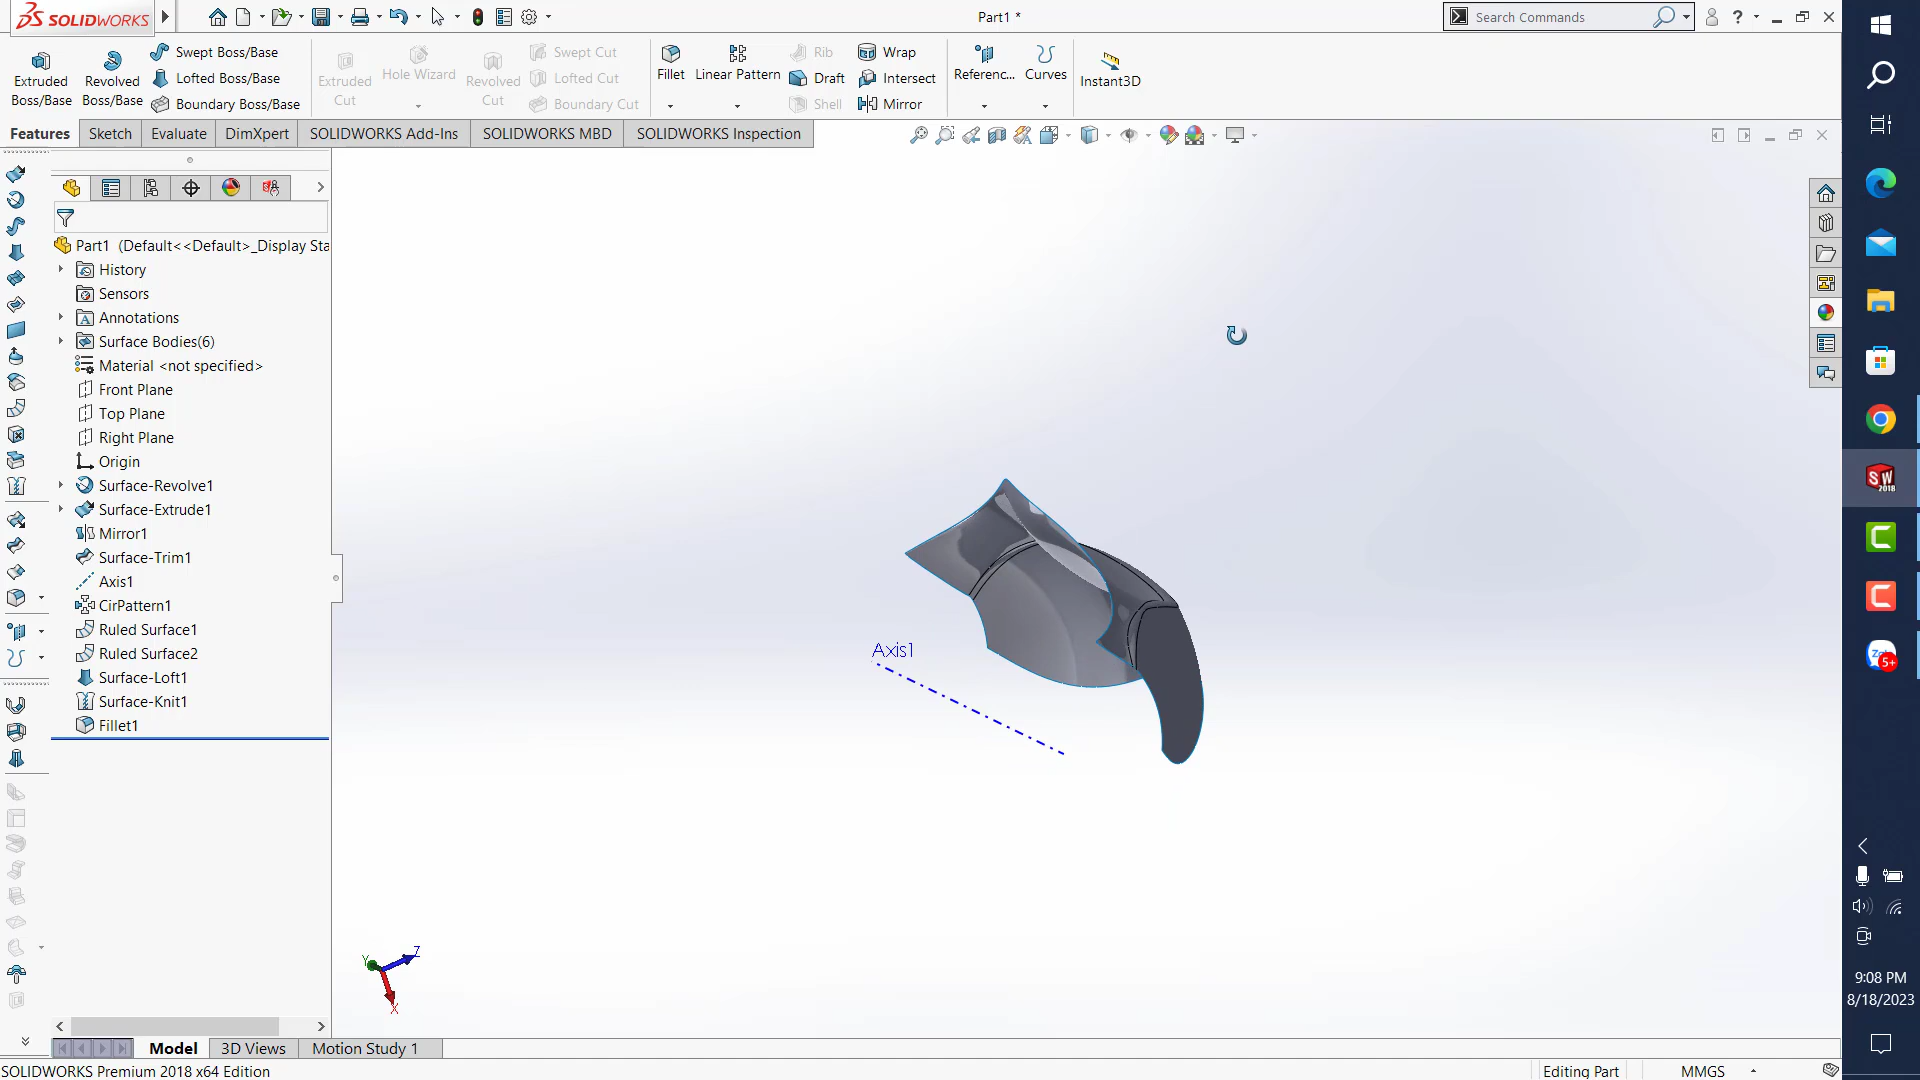 SOLIDWORKS
Part1 *
Search Commands
Extruded Boss/Base
Revolved Boss/Base
Swept Boss/Base
Lofted Boss/Base
Boundary Boss/Base
Extruded Cut
Hole Wizard
Revolved Cut
Swept Cut
Lofted Cut
Boundary Cut
Fillet
Linear Pattern
Rib
Draft
Shell
Wrap
Intersect
Mirror
Referenc...
Curves
Instant3D
Features
Sketch
Evaluate
DimXpert
SOLIDWORKS Add-Ins
SOLIDWORKS MBD
SOLIDWORKS Inspection
Part1 (Default<<Default>_Display Sta
History
Sensors
Annotations
Surface Bodies(6)
Material <not specified>
Front Plane
Top Plane
Right Plane
Origin
Surface-Revolve1
Surface-Extrude1
Mirror1
Surface-Trim1
Axis1
CirPattern1
Ruled Surface1
Ruled Surface2
Surface-Loft1
Surface-Knit1
Fillet1
Axis1
Y
Z
X
SW
2018
Zalo
5+
9:08 PM
8/18/2023
Model
3D Views
Motion Study 1
SOLIDWORKS Premium 2018 x64 Edition
Editing Part
MMGS